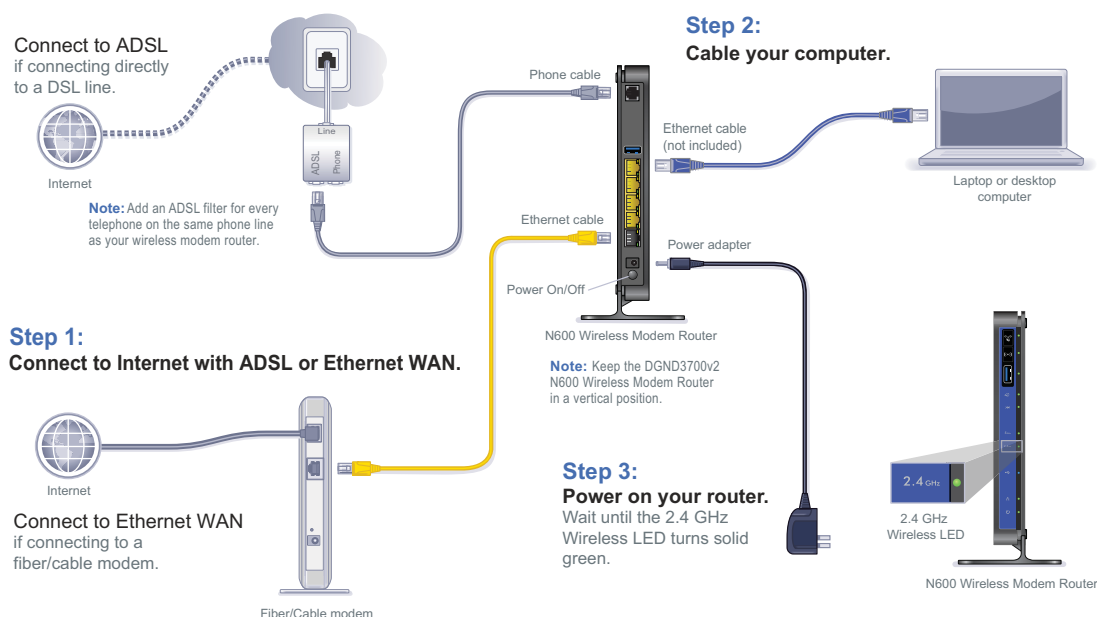 Connect to ADSL
if connecting directly
to a DSL line.
Internet
Line
ADSL
Phone
Note: Add an ADSL filter for every
telephone on the same phone line
as your wireless modem router.
Phone cable
Ethernet cable
Power On/Off
N600 Wireless Modem Router
Note: Keep the DGND3700v2
N600 Wireless Modem Router
in a vertical position.
Step 2:
Cable your computer.
Ethernet cable
(not included)
Laptop or desktop
computer
Power adapter
Step 1:
Connect to Internet with ADSL or Ethernet WAN.
Internet
Connect to Ethernet WAN
if connecting to a
fiber/cable modem.
Fiber/Cable modem
Step 3:
Power on your router.
Wait until the 2.4 GHz
Wireless LED turns solid
green.
2.4 GHz
2.4 GHz
Wireless LED
N600 Wireless Modem Router